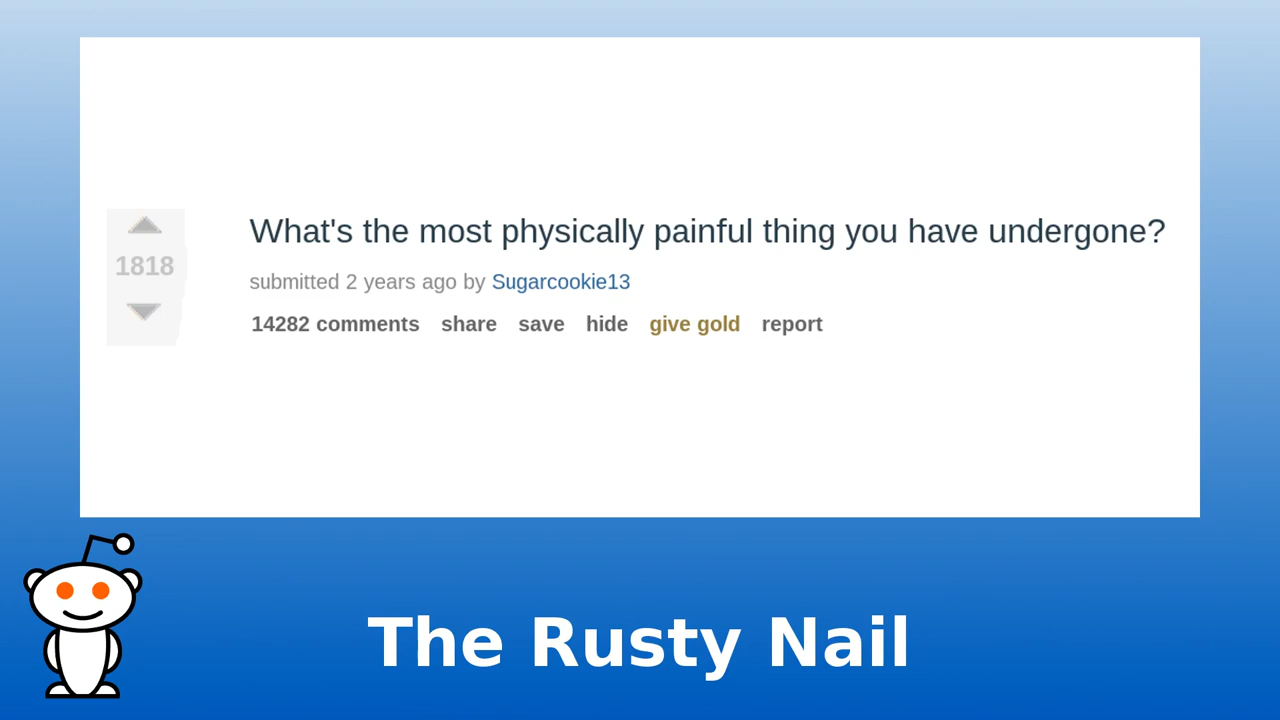 What's the most physically painful thing you have undergone?
1818
submitted 2 years ago by Sugarcookie13
14282 comments share save hide give gold report
The Rusty Nail